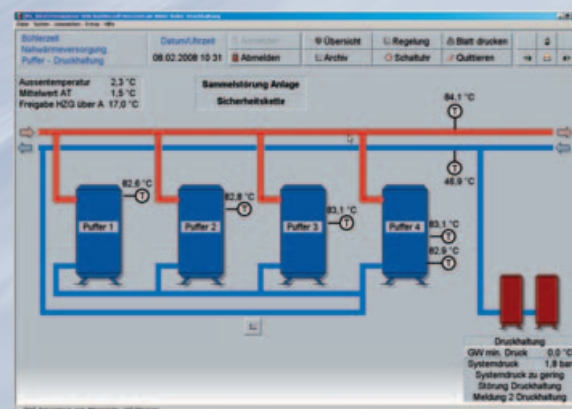 Bühlerzell
Nahwärmeversorgung
Puffer - Druckhaltung
Datum/Uhrzeit
08.02.2008 10:31
Abmelden
Übersicht
Archiv
Regelung
Schaltuhr
Blatt drucken
Quittieren
Aussentemperatur 2,3 °C
Mittelwert AT 1,5 °C
Freigabe HZG über A 17,0 °C
Sammelstörung Anlage
Sicherheitskette
84,1 °C
T
T
46,9 °C
82,6 °C
T
82,8 °C
T
83,1 °C
T
83,1 °C
T
82,9 °C
T
Puffer 1
Puffer 2
Puffer 3
Puffer 4
Druckhaltung
GW min. Druck 0,0 °C
Systemdruck 1,8 bar
Systemdruck zu gering
Störung Druckhaltung
Meldung 2 Druckhaltung